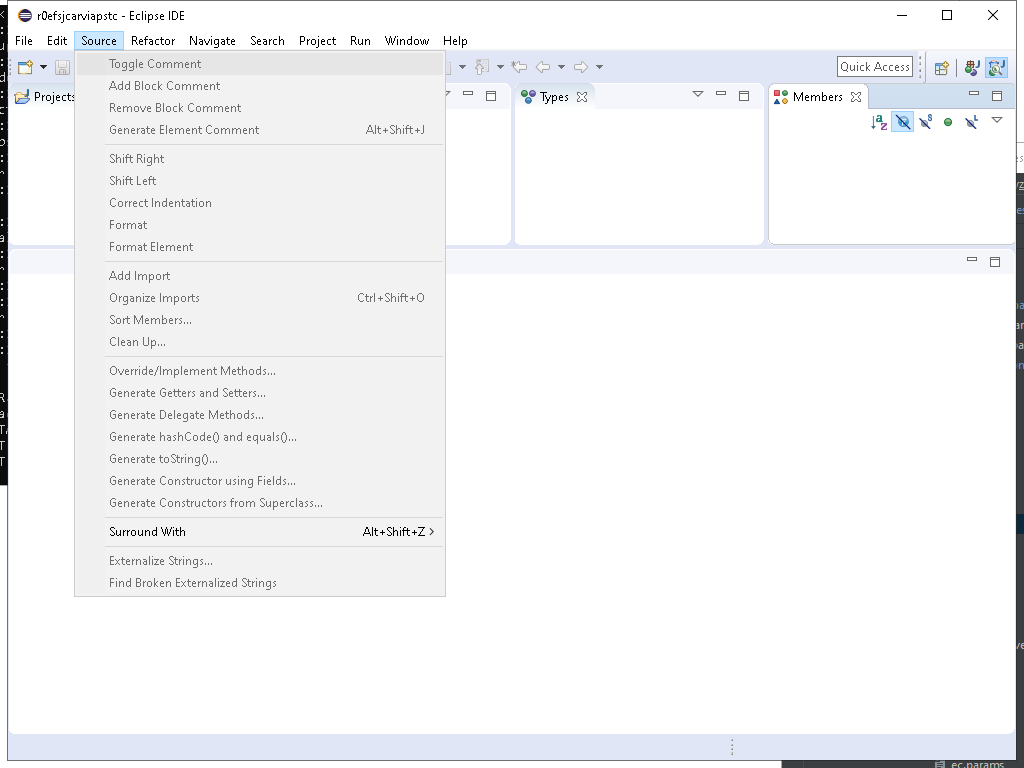 r0efsjcarviapstc - Eclipse IDE
File Edit Source Refactor Navigate Search Project Run Window Help
Quick Access
Projects
Types
Members
Toggle Comment
Add Block Comment
Remove Block Comment
Generate Element Comment Alt+Shift+J
Shift Right
Shift Left
Correct Indentation
Format
Format Element
Add Import
Organize Imports Ctrl+Shift+O
Sort Members...
Clean Up...
Override/Implement Methods...
Generate Getters and Setters...
Generate Delegate Methods...
Generate hashCode() and equals()...
Generate toString()...
Generate Constructor using Fields...
Generate Constructors from Superclass...
Surround With Alt+Shift+Z
Externalize Strings...
Find Broken Externalized Strings
ec.params